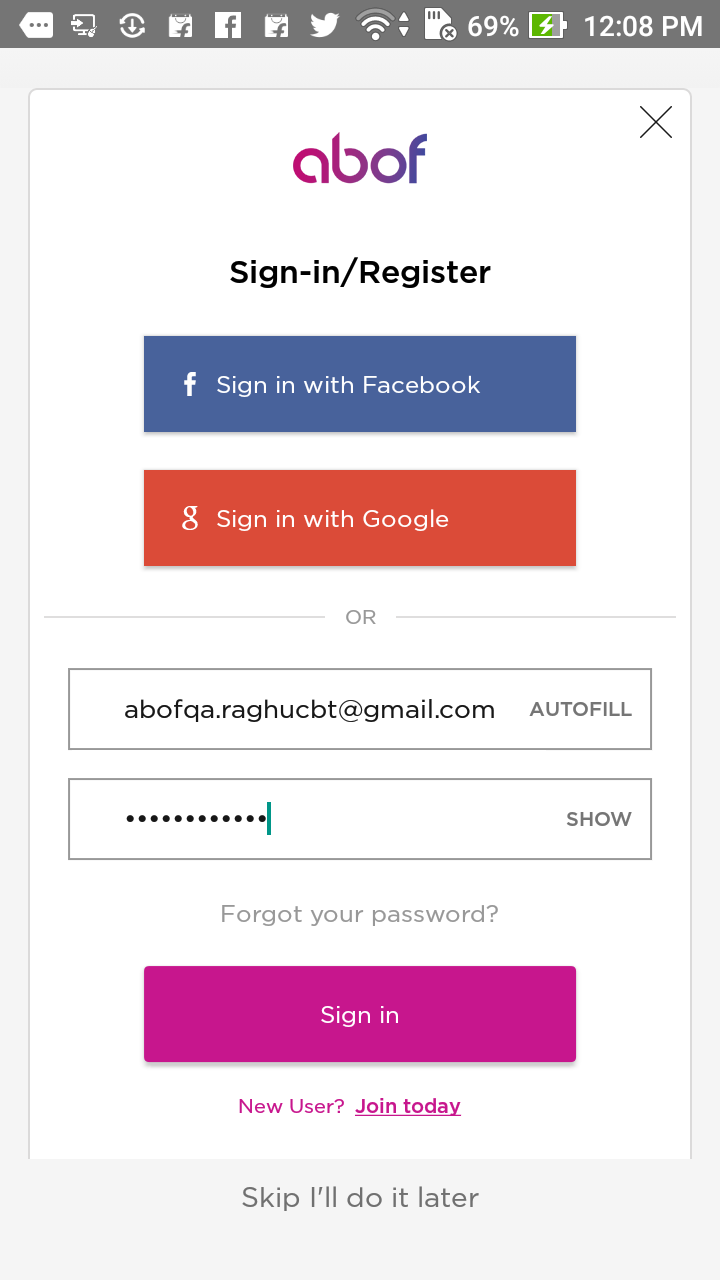 69% 12:08 PM
abof
Sign-in/Register
f Sign in with Facebook
g Sign in with Google
OR
abofqa.raghucbt@gmail.com AUTOFILL
•••••••••••• SHOW
Forgot your password?
Sign in
New User? Join today
Skip I'll do it later